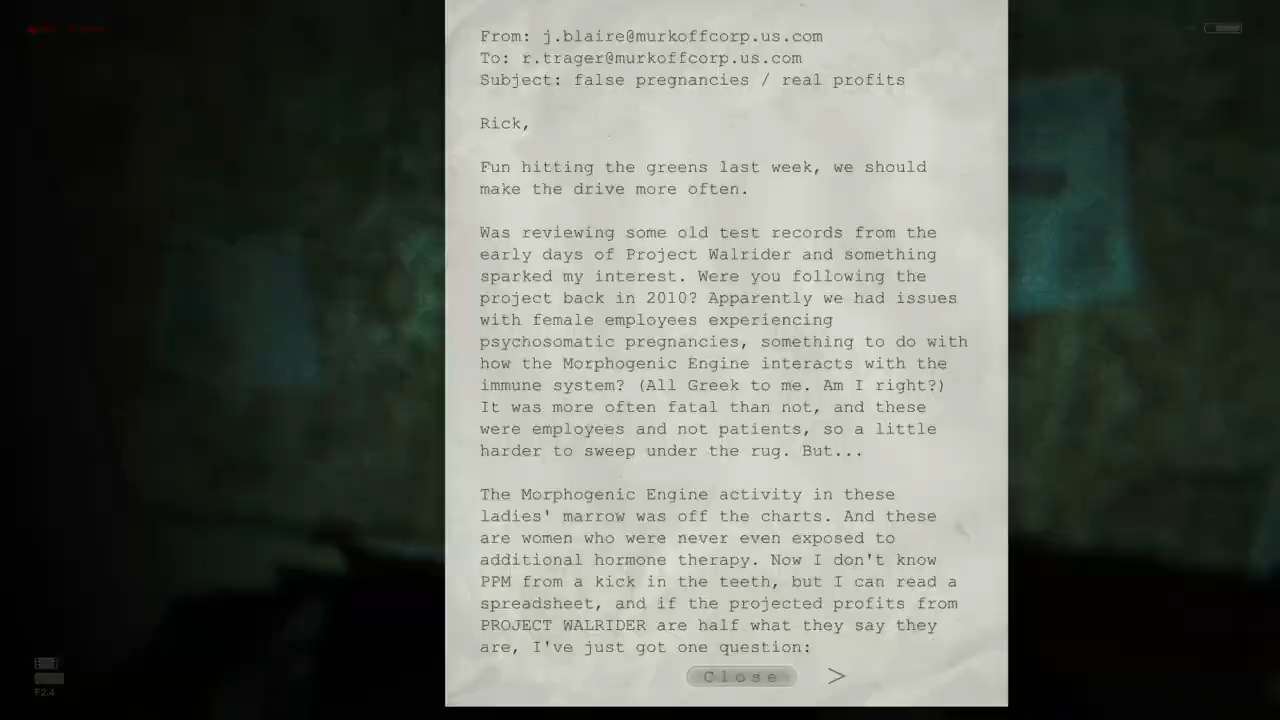 From: j.blaire@murkoffcorp.us.com
To: r.trager@murkoffcorp.us.com
Subject: false pregnancies / real profits
Rick,
Fun hitting the greens last week, we should
make the drive more often.
Was reviewing some old test records from the
early days of Project Walrider and something
sparked my interest. Were you following the
project back in 2010? Apparently we had issues
with female employees experiencing
psychosomatic pregnancies, something to do with
how the Morphogenic Engine interacts with the
immune system? (All Greek to me. Am I right?)
It was more often fatal than not, and these
were employees and not patients, so a little
harder to sweep under the rug. But...
The Morphogenic Engine activity in these
ladies' marrow was off the charts. And these
are women who were never even exposed to
additional hormone therapy. Now I don't know
PPM from a kick in the teeth, but I can read a
spreadsheet, and if the projected profits from
PROJECT WALRIDER are half what they say they
are, I've just got one question:
Close >
F2.4